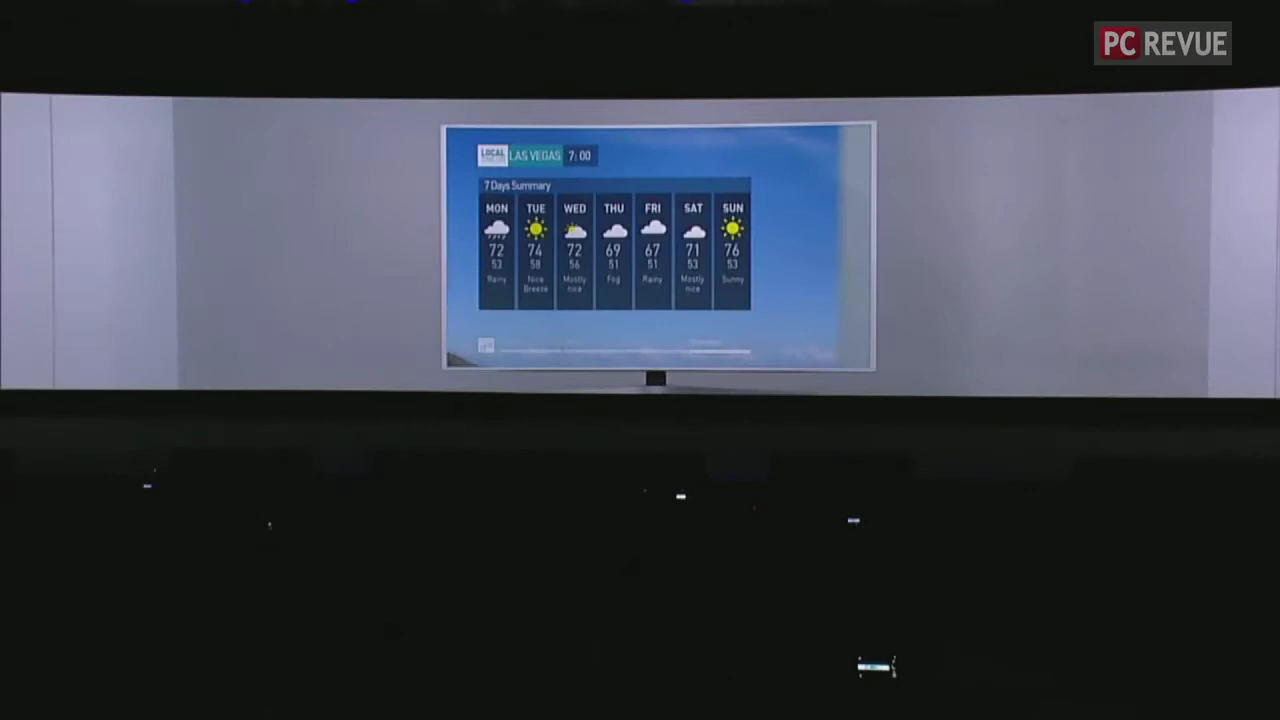 PC REVUE
LOCAL
LAS VEGAS 7:00
7 Days Summary
MON TUE WED THU FRI SAT SUN
72 74 72 69 67 71 76
53 58 56 51 51 53 53
Rainy Nice Breeze Mostly nice Fog Rainy Mostly nice Sunny